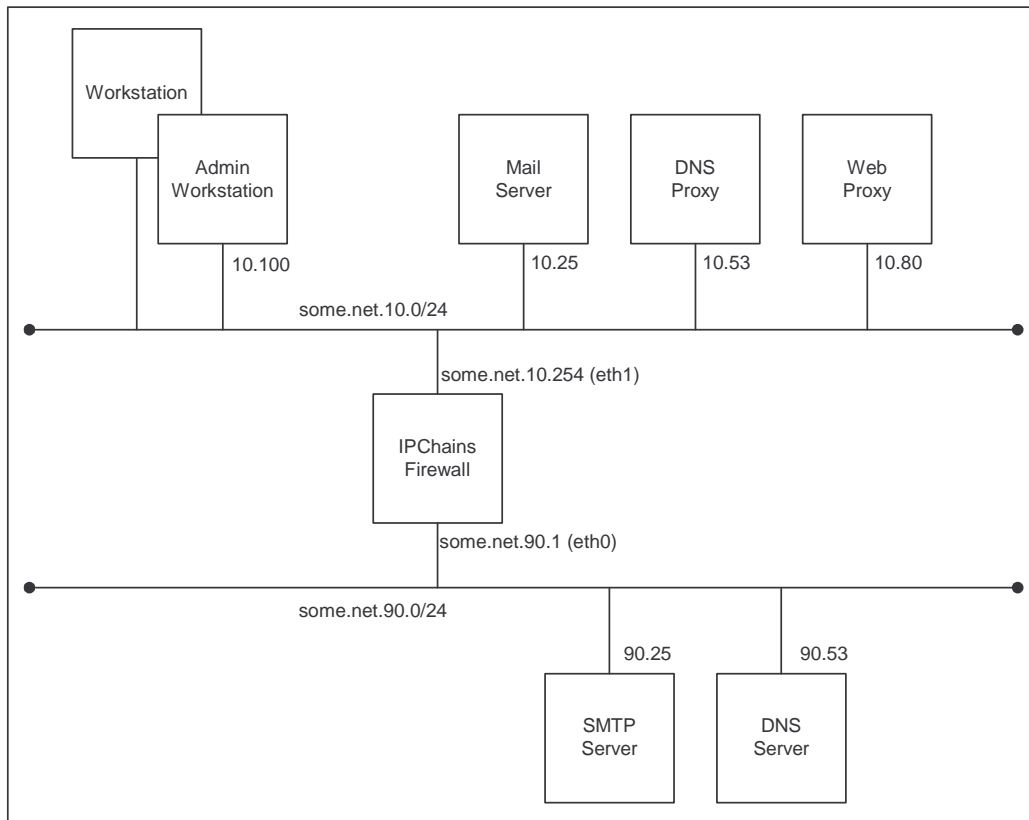 Workstation
Admin
Workstation
Mail
Server
DNS
Proxy
Web
Proxy
10.100
10.25
10.53
10.80
some.net.10.0/24
some.net.10.254 (eth1)
IPChains
Firewall
some.net.90.1 (eth0)
some.net.90.0/24
90.25
90.53
SMTP
Server
DNS
Server